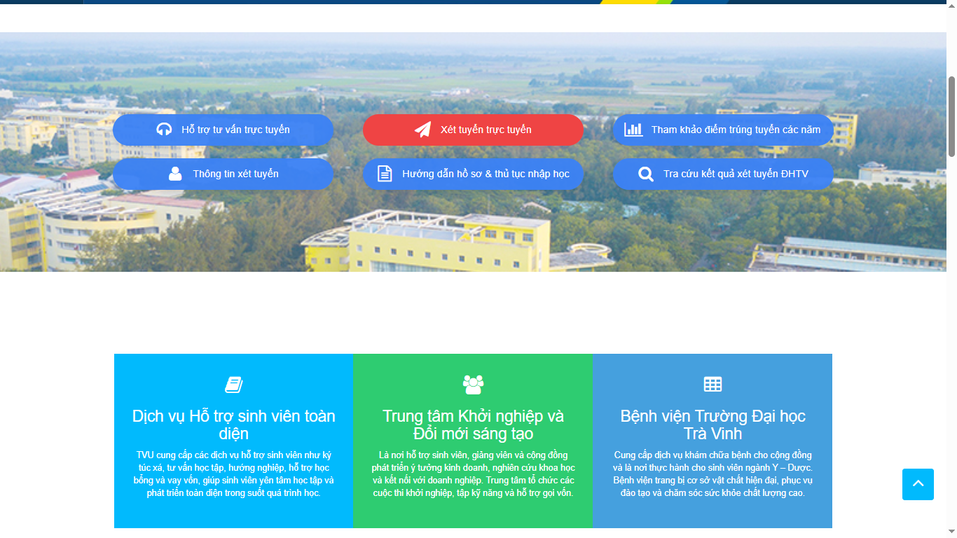 Hỗ trợ tư vấn trực tuyến
Xét tuyển trực tuyến
Tham khảo điểm trúng tuyển các năm
Thông tin xét tuyển
Hướng dẫn hồ sơ & thủ tục nhập học
Tra cứu kết quả xét tuyển ĐHTV
Dịch vụ Hỗ trợ sinh viên toàn
diện
TVU cung cấp các dịch vụ hỗ trợ sinh viên như ký
túc xá, tư vấn học tập, hướng nghiệp, hỗ trợ học
bổng và vay vốn, giúp sinh viên yên tâm học tập và
phát triển toàn diện trong suốt quá trình học.
Trung tâm Khởi nghiệp và
Đổi mới sáng tạo
Là nơi hỗ trợ sinh viên, giảng viên và cộng đồng
phát triển ý tưởng kinh doanh, nghiên cứu khoa học
và kết nối với doanh nghiệp. Trung tâm tổ chức các
cuộc thi khởi nghiệp, tập kỹ năng và hỗ trợ gọi vốn.
Bệnh viện Trường Đại học
Trà Vinh
Cung cấp dịch vụ khám chữa bệnh cho cộng đồng
và là nơi thực hành cho sinh viên ngành Y – Dược.
Bệnh viện trang bị cơ sở vật chất hiện đại, phục vụ
đào tạo và chăm sóc sức khỏe chất lượng cao.